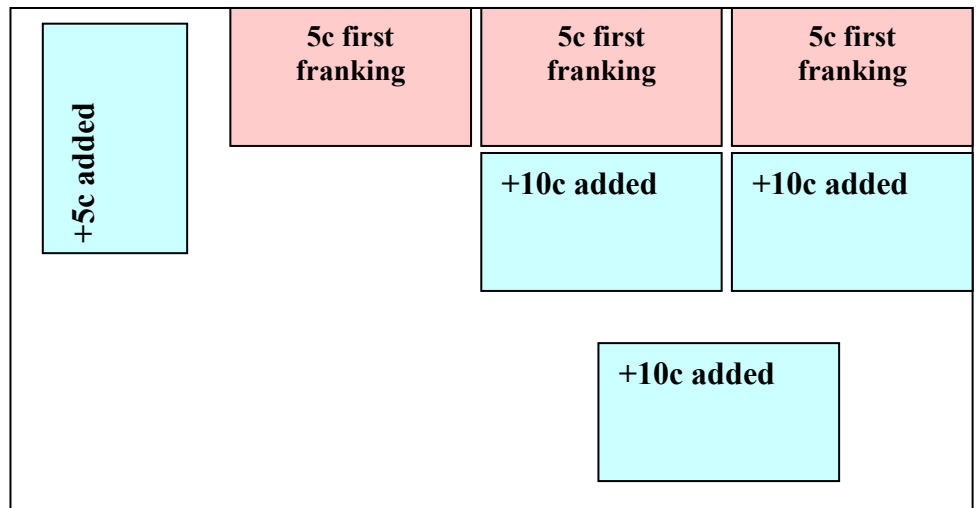 +5c added
5c first
franking
5c first
franking
5c first
franking
+10c added
+10c added
+10c added